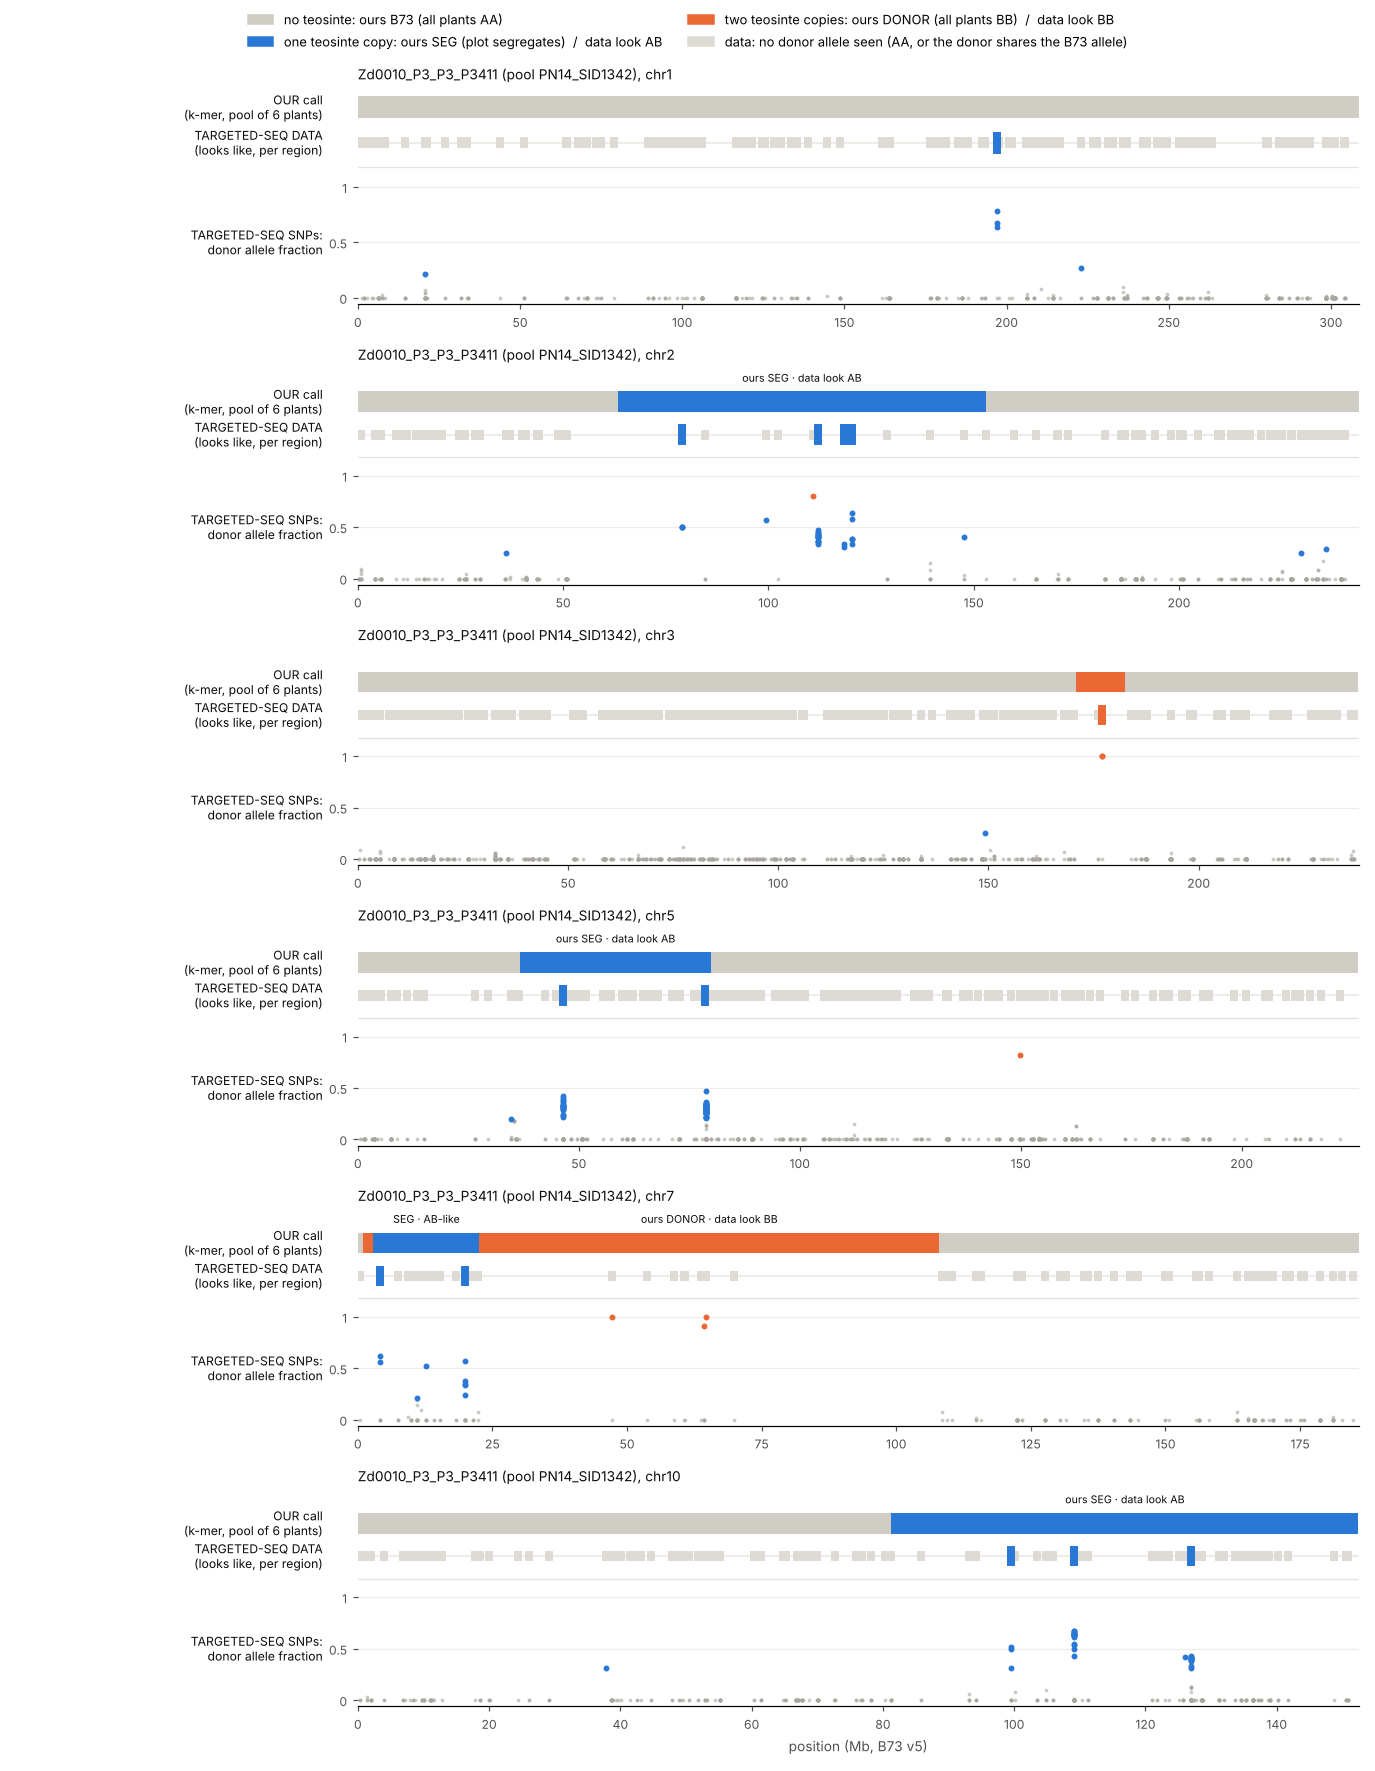 no teosinte: ours B73 (all plants AA)
two teosinte copies: ours DONOR (all plants BB)  /  data look BB
one teosinte copy: ours SEG (plot segregates)  /  data look AB
data: no donor allele seen (AA, or the donor shares the B73 allele)
Zd0010_P3_P3_P3411 (pool PN14_SID1342), chr1
OUR call
(k-mer, pool of 6 plants)
TARGETED-SEQ DATA
(looks like, per region)
1
TARGETED-SEQ SNPs:
donor allele fraction
0.5
0
0 50 100 150 200 250 300
Zd0010_P3_P3_P3411 (pool PN14_SID1342), chr2
ours SEG · data look AB
OUR call
(k-mer, pool of 6 plants)
TARGETED-SEQ DATA
(looks like, per region)
1
TARGETED-SEQ SNPs:
donor allele fraction
0.5
0
0 50 100 150 200
Zd0010_P3_P3_P3411 (pool PN14_SID1342), chr3
OUR call
(k-mer, pool of 6 plants)
TARGETED-SEQ DATA
(looks like, per region)
1
TARGETED-SEQ SNPs:
donor allele fraction
0.5
0
0 50 100 150 200
Zd0010_P3_P3_P3411 (pool PN14_SID1342), chr5
ours SEG · data look AB
OUR call
(k-mer, pool of 6 plants)
TARGETED-SEQ DATA
(looks like, per region)
1
TARGETED-SEQ SNPs:
donor allele fraction
0.5
0
0 50 100 150 200
Zd0010_P3_P3_P3411 (pool PN14_SID1342), chr7
SEG · AB-like ours DONOR · data look BB
OUR call
(k-mer, pool of 6 plants)
TARGETED-SEQ DATA
(looks like, per region)
1
TARGETED-SEQ SNPs:
donor allele fraction
0.5
0
0 25 50 75 100 125 150 175
Zd0010_P3_P3_P3411 (pool PN14_SID1342), chr10
ours SEG · data look AB
OUR call
(k-mer, pool of 6 plants)
TARGETED-SEQ DATA
(looks like, per region)
1
TARGETED-SEQ SNPs:
donor allele fraction
0.5
0
0 20 40 60 80 100 120 140
position (Mb, B73 v5)